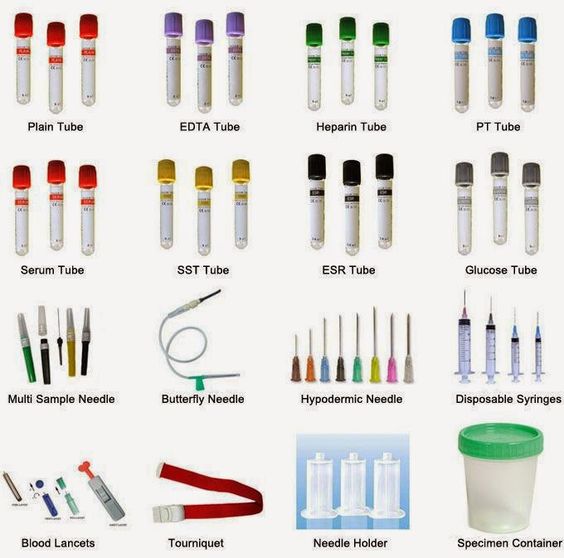 Plain Tube
EDTA Tube
Heparin Tube
PT Tube
Serum Tube
SST Tube
ESR Tube
Glucose Tube
Multi Sample Needle
Butterfly Needle
Hypodermic Needle
Disposable Syringes
Blood Lancets
Tourniquet
Needle Holder
Specimen Container